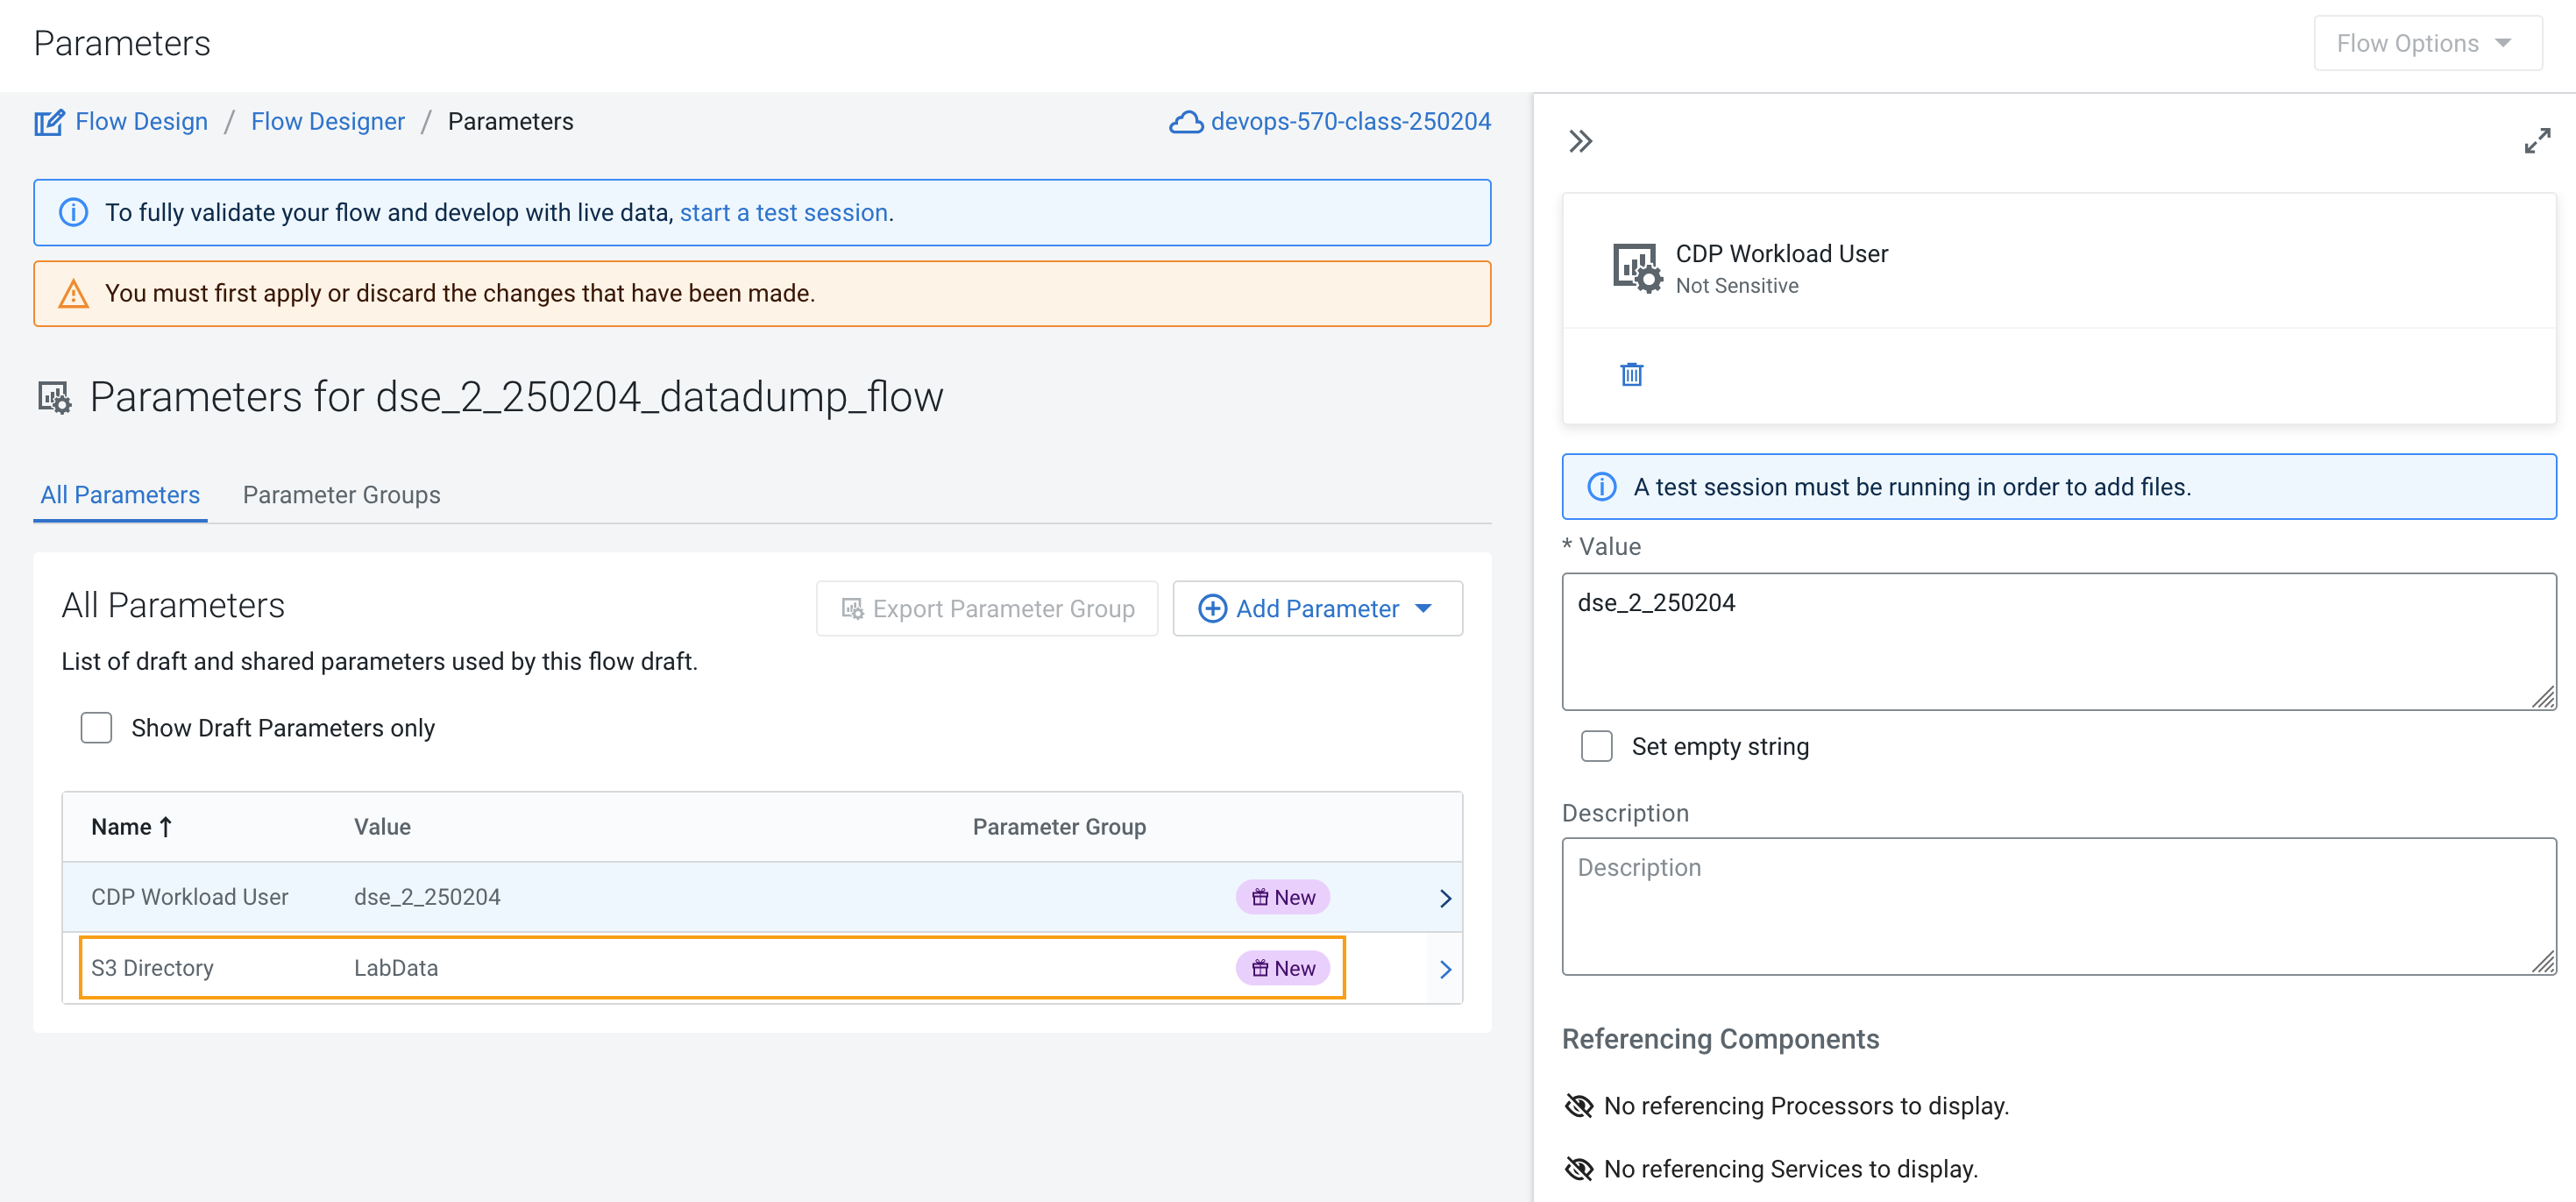 Parameters
Flow Options
Flow Design / Flow Designer / Parameters
devops-570-class-250204
To fully validate your flow and develop with live data, start a test session.
You must first apply or discard the changes that have been made.
Parameters for dse_2_250204_datadump_flow
All Parameters
Parameter Groups
All Parameters
Export Parameter Group
Add Parameter
List of draft and shared parameters used by this flow draft.
Show Draft Parameters only
Name Value Parameter Group
CDP Workload User dse_2_250204 New
S3 Directory LabData New
CDP Workload User
Not Sensitive
A test session must be running in order to add files.
* Value
dse_2_250204
Set empty string
Description
Description
Referencing Components
No referencing Processors to display.
No referencing Services to display.